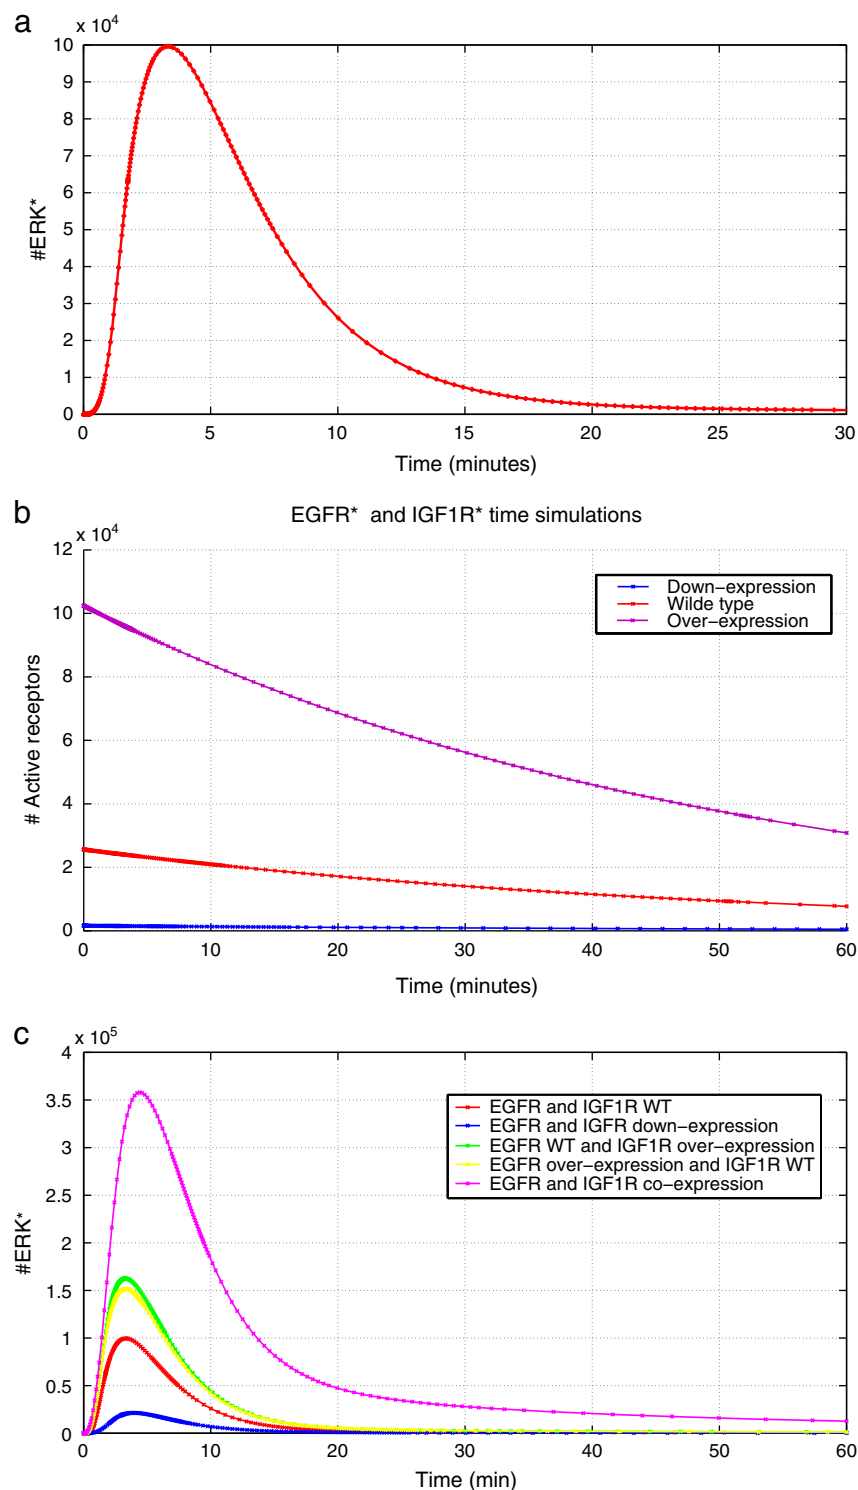 a
x 10^4
10
9
8
7
6
5
4
3
2
1
0
#ERK*
0 5 10 15 20 25 30
Time (minutes)
b
EGFR* and IGF1R* time simulations
x 10^4
12
10
8
6
4
2
0
# Active receptors
Down-expression
Wilde type
Over-expression
0 10 20 30 40 50 60
Time (minutes)
c
x 10^5
4
3.5
3
2.5
2
1.5
1
0.5
0
#ERK*
EGFR and IGF1R WT
EGFR and IGFR down-expression
EGFR WT and IGF1R over-expression
EGFR over-expression and IGF1R WT
EGFR and IGF1R co-expression
0 10 20 30 40 50 60
Time (min)